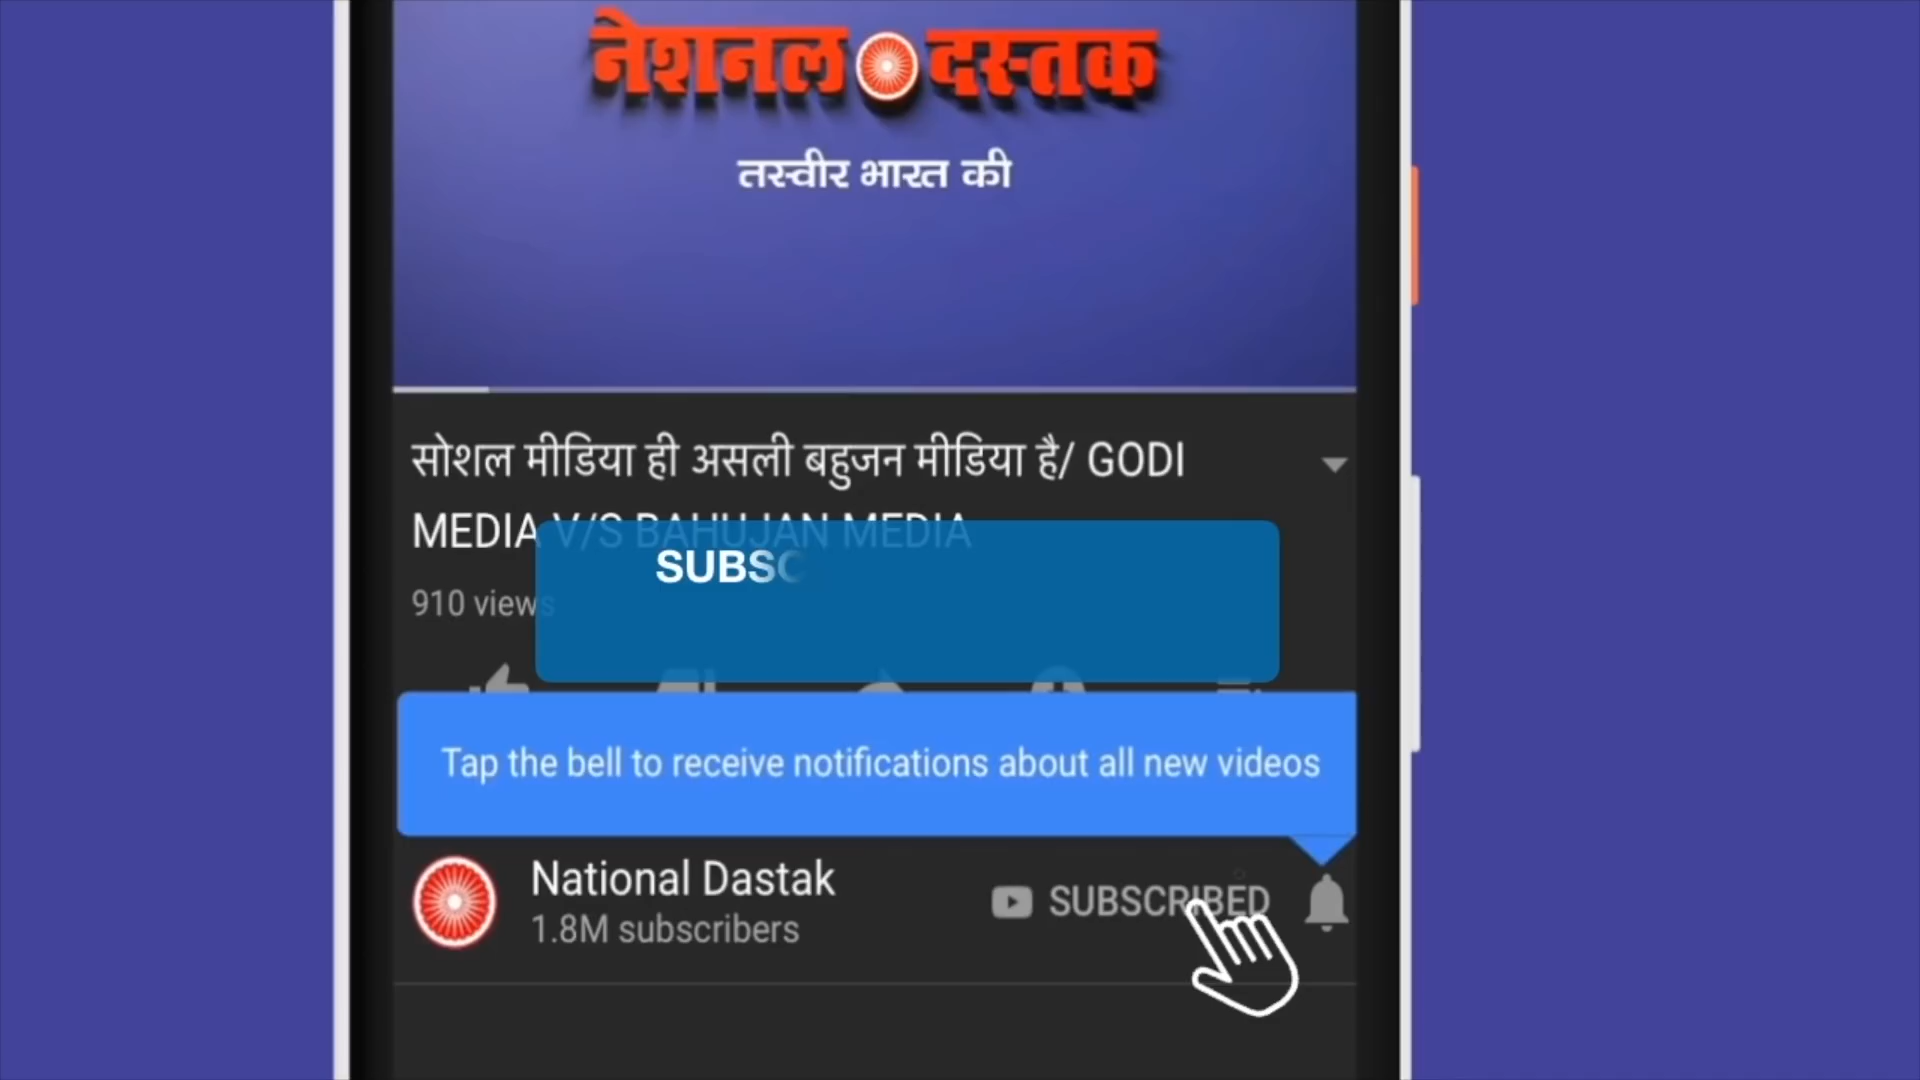 नेशनल दस्तक
तस्वीर भारत की
सोशल मीडिया ही असली बहुजन मीडिया है/ GODI
MEDIA V/S BAHUJAN MEDIA
SUBSC
910 views
Tap the bell to receive notifications about all new videos
National Dastak
SUBSCRIBED
1.8M subscribers